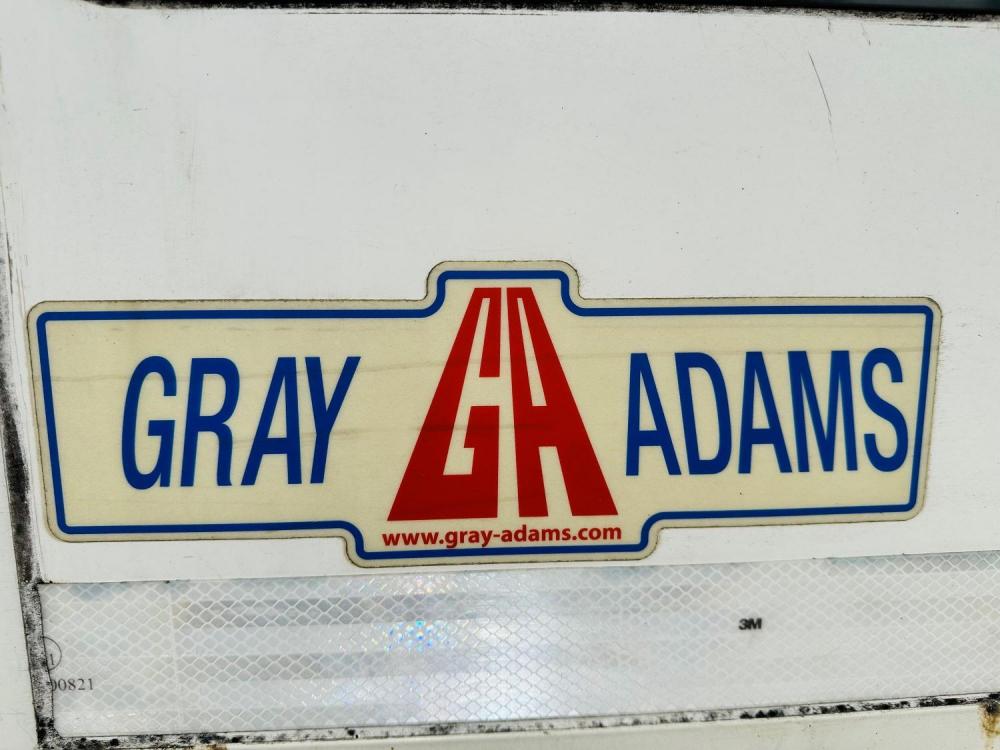 GRAY GA ADAMS
www.gray-adams.com
3M
00821